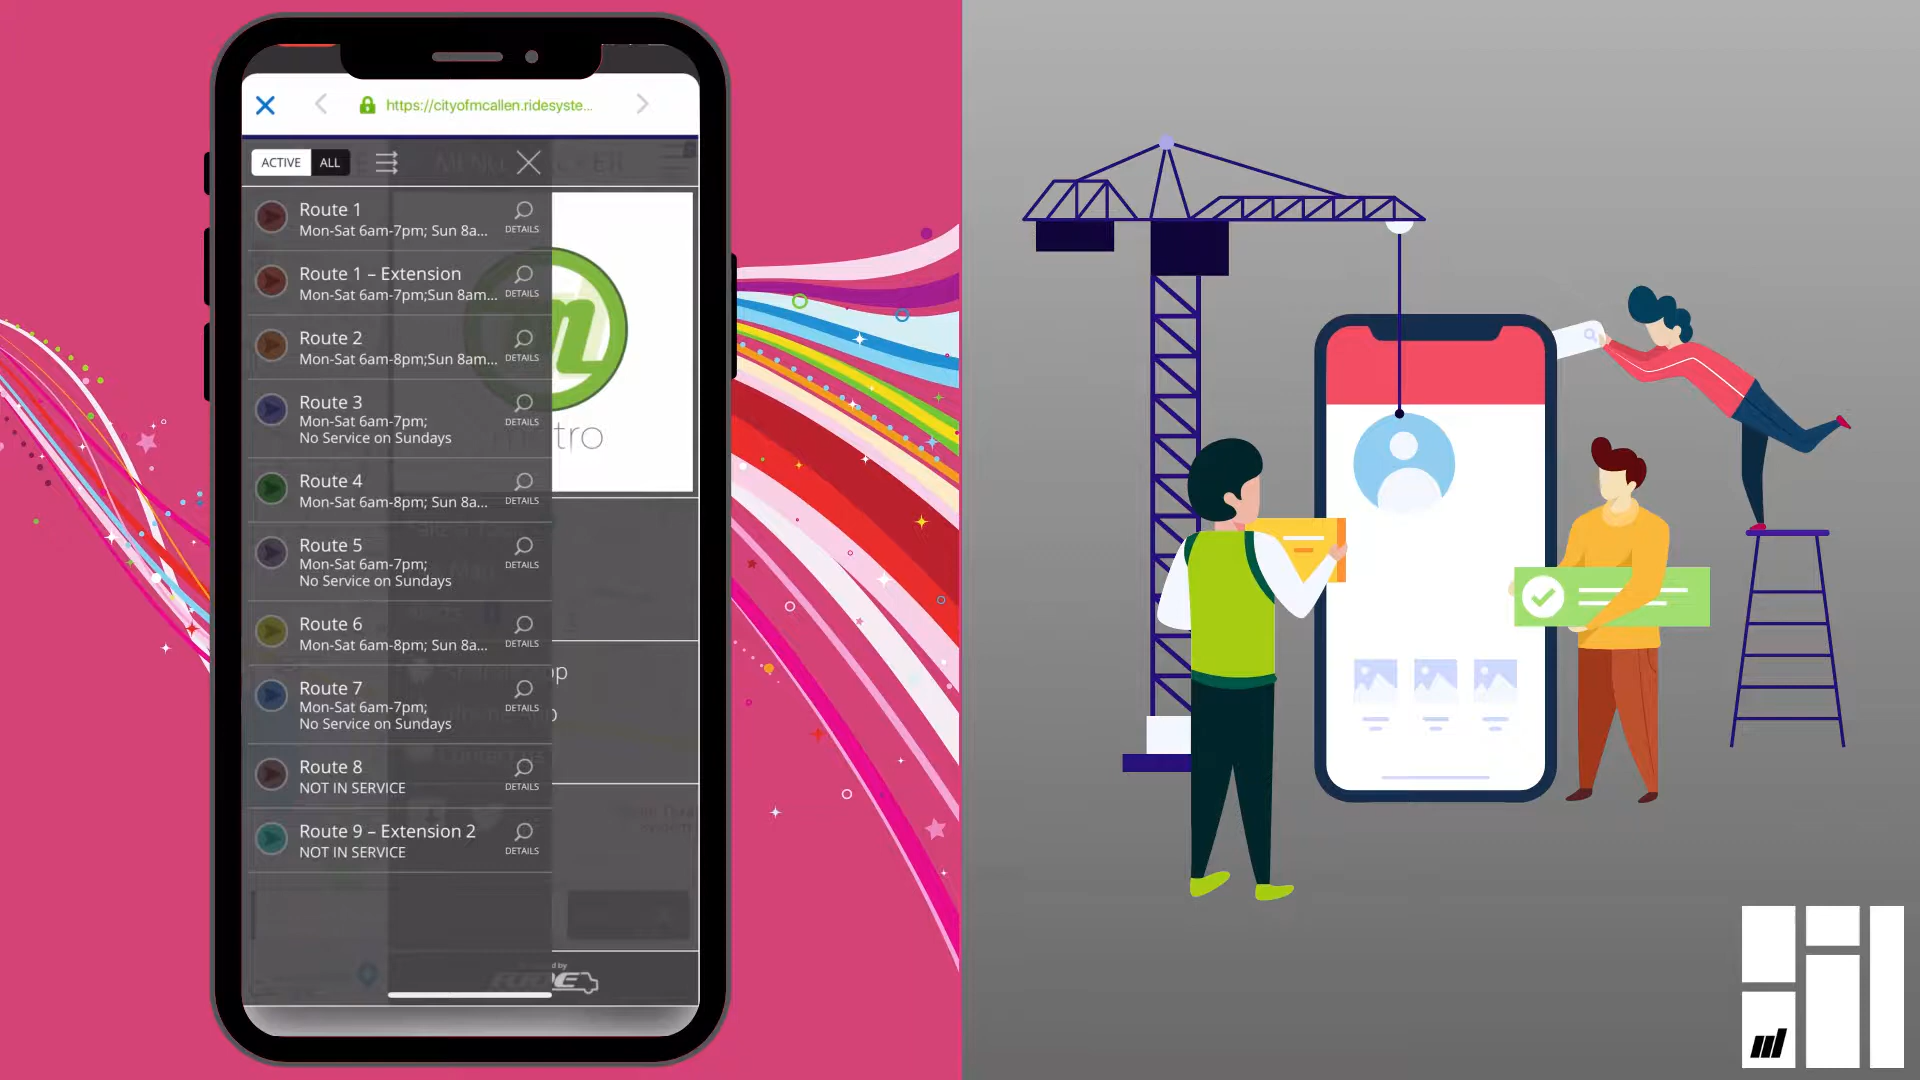 https://cityofmcallen.ridesyste...
ACTIVE ALL
Route 1
Mon-Sat 6am-7pm; Sun 8a...
DETAILS
Route 1 – Extension
Mon-Sat 6am-7pm;Sun 8am...
DETAILS
Route 2
Mon-Sat 6am-8pm;Sun 8am...
DETAILS
Route 3
Mon-Sat 6am-7pm;
No Service on Sundays
DETAILS
Route 4
Mon-Sat 6am-8pm; Sun 8a...
DETAILS
Route 5
Mon-Sat 6am-7pm;
No Service on Sundays
DETAILS
Route 6
Mon-Sat 6am-8pm; Sun 8a...
DETAILS
Route 7
Mon-Sat 6am-7pm;
No Service on Sundays
DETAILS
Route 8
NOT IN SERVICE
DETAILS
Route 9 – Extension 2
NOT IN SERVICE
DETAILS